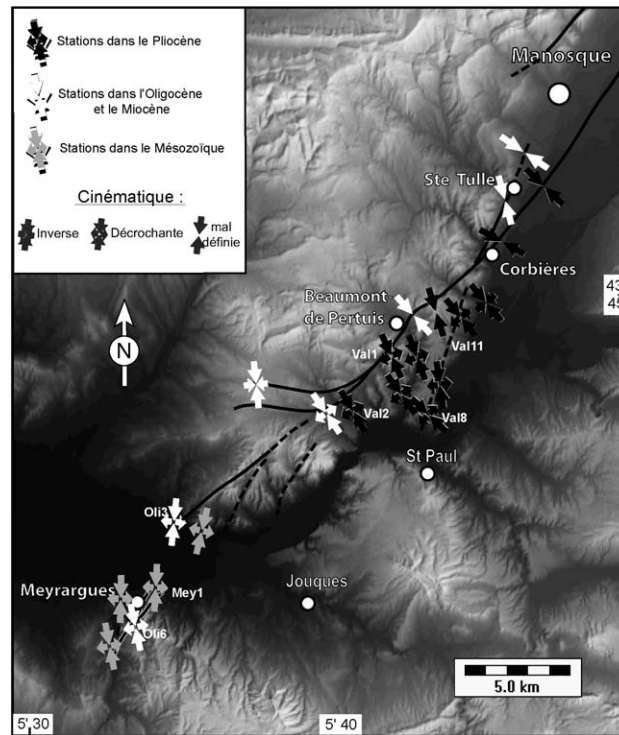 Stations dans le Pliocène
Stations dans l'Oligocène
et le Miocène
Stations dans le Mésozoïque
Cinématique :
Inverse
Décrochante
mal
définie
Manosque
Ste Tulle
Corbières
N
Beaumont
de Pertuis
43
45
Val1
Val11
Val2
Val8
St Paul
Oli3
Meyrargues
Mey1
Jouques
Oli6
5.0 km
5' 30
5' 40